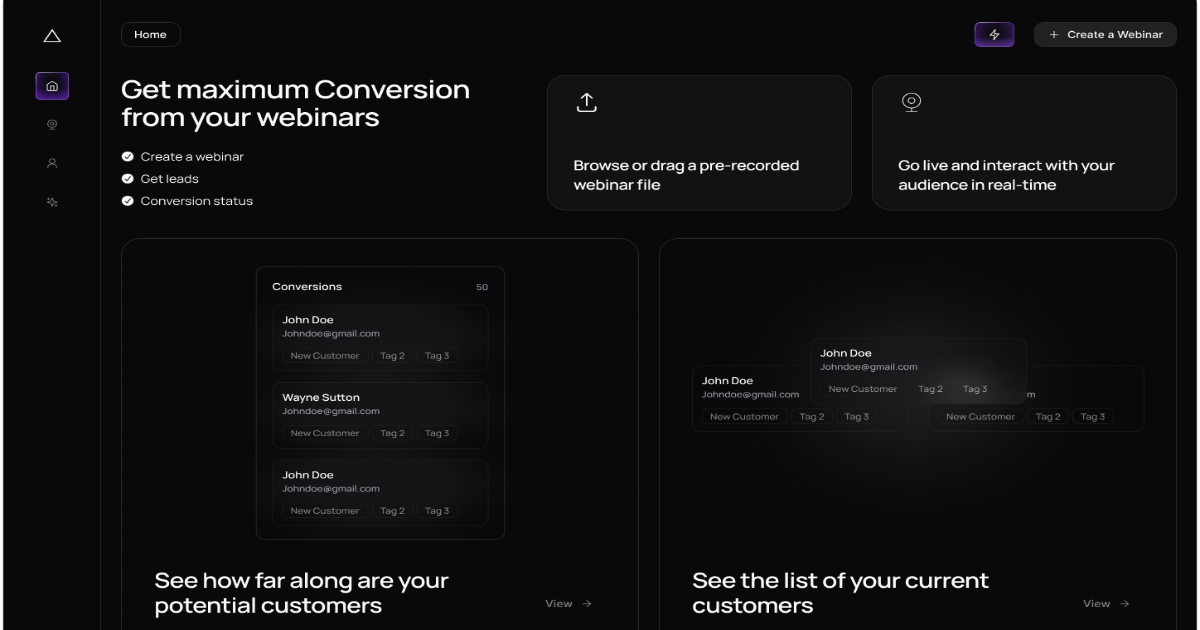 Home
Create a Webinar
Get maximum Conversion
from your webinars
Create a webinar
Get leads
Conversion status
Browse or drag a pre-recorded
webinar file
Go live and interact with your
audience in real-time
Conversions 50
John Doe
Johndoe@gmail.com
New Customer Tag 2 Tag 3
Wayne Sutton
Johndoe@gmail.com
New Customer Tag 2 Tag 3
John Doe
Johndoe@gmail.com
New Customer Tag 2 Tag 3
See how far along are your
potential customers
View
John Doe
Johndoe@gmail.com
New Customer Tag 2 Tag 3
John Doe
Johndoe@gmail.com
New Customer Tag 2 Tag 3
m
New Customer Tag 2 Tag 3
See the list of your current
customers
View